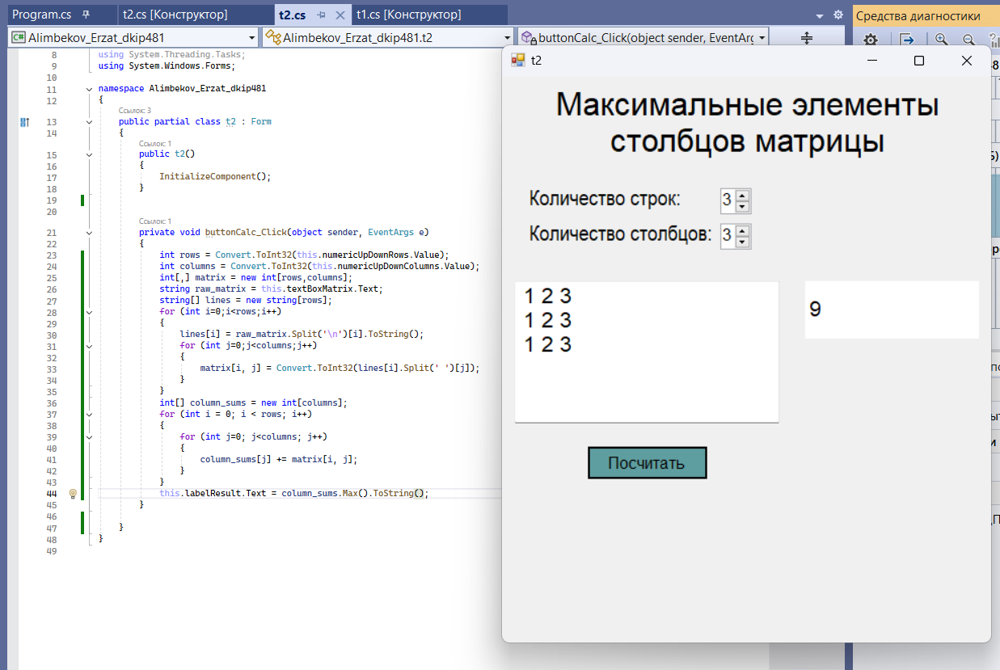 Program.cs
t2.cs [Конструктор]
t2.cs
t1.cs [Конструктор]
Средства диагностики
C# Alimbekov_Erzat_dkip481
Alimbekov_Erzat_dkip481.t2
buttonCalc_Click(object sender, EventArg
8 using System.Threading.Tasks;
9 using System.Windows.Forms;
10
11 namespace Alimbekov_Erzat_dkip481
12 {
Ссылок: 3
13 public partial class t2 : Form
14 {
Ссылок: 1
15 public t2()
16 {
17 InitializeComponent();
18 }
19
20
Ссылок: 1
21 private void buttonCalc_Click(object sender, EventArgs e)
22 {
23 int rows = Convert.ToInt32(this.numericUpDownRows.Value);
24 int columns = Convert.ToInt32(this.numericUpDownColumns.Value);
25 int[,] matrix = new int[rows,columns];
26 string raw_matrix = this.textBoxMatrix.Text;
27 string[] lines = new string[rows];
28 for (int i=0;i<rows;i++)
29 {
30 lines[i] = raw_matrix.Split('\n')[i].ToString();
31 for (int j=0;j<columns;j++)
32 {
33 matrix[i, j] = Convert.ToInt32(lines[i].Split(' ')[j]);
34 }
35 }
36 int[] column_sums = new int[columns];
37 for (int i = 0; i < rows; i++)
38 {
39 for (int j=0; j<columns; j++)
40 {
41 column_sums[j] += matrix[i, j];
42 }
43 }
44 this.labelResult.Text = column_sums.Max().ToString();
45 }
46
47 }
48 }
49
t2
Максимальные элементы
столбцов матрицы
Количество строк: 3
Количество столбцов: 3
1 2 3
1 2 3
1 2 3
9
Посчитать